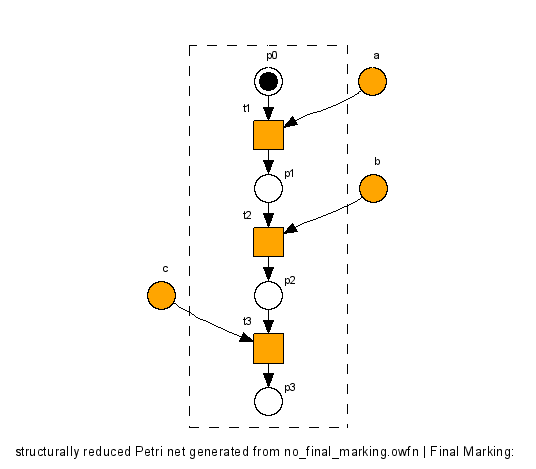 p0
a
t1
p1
b
t2
c
p2
t3
p3
structurally reduced Petri net generated from no_final_marking.owfn | Final Marking: